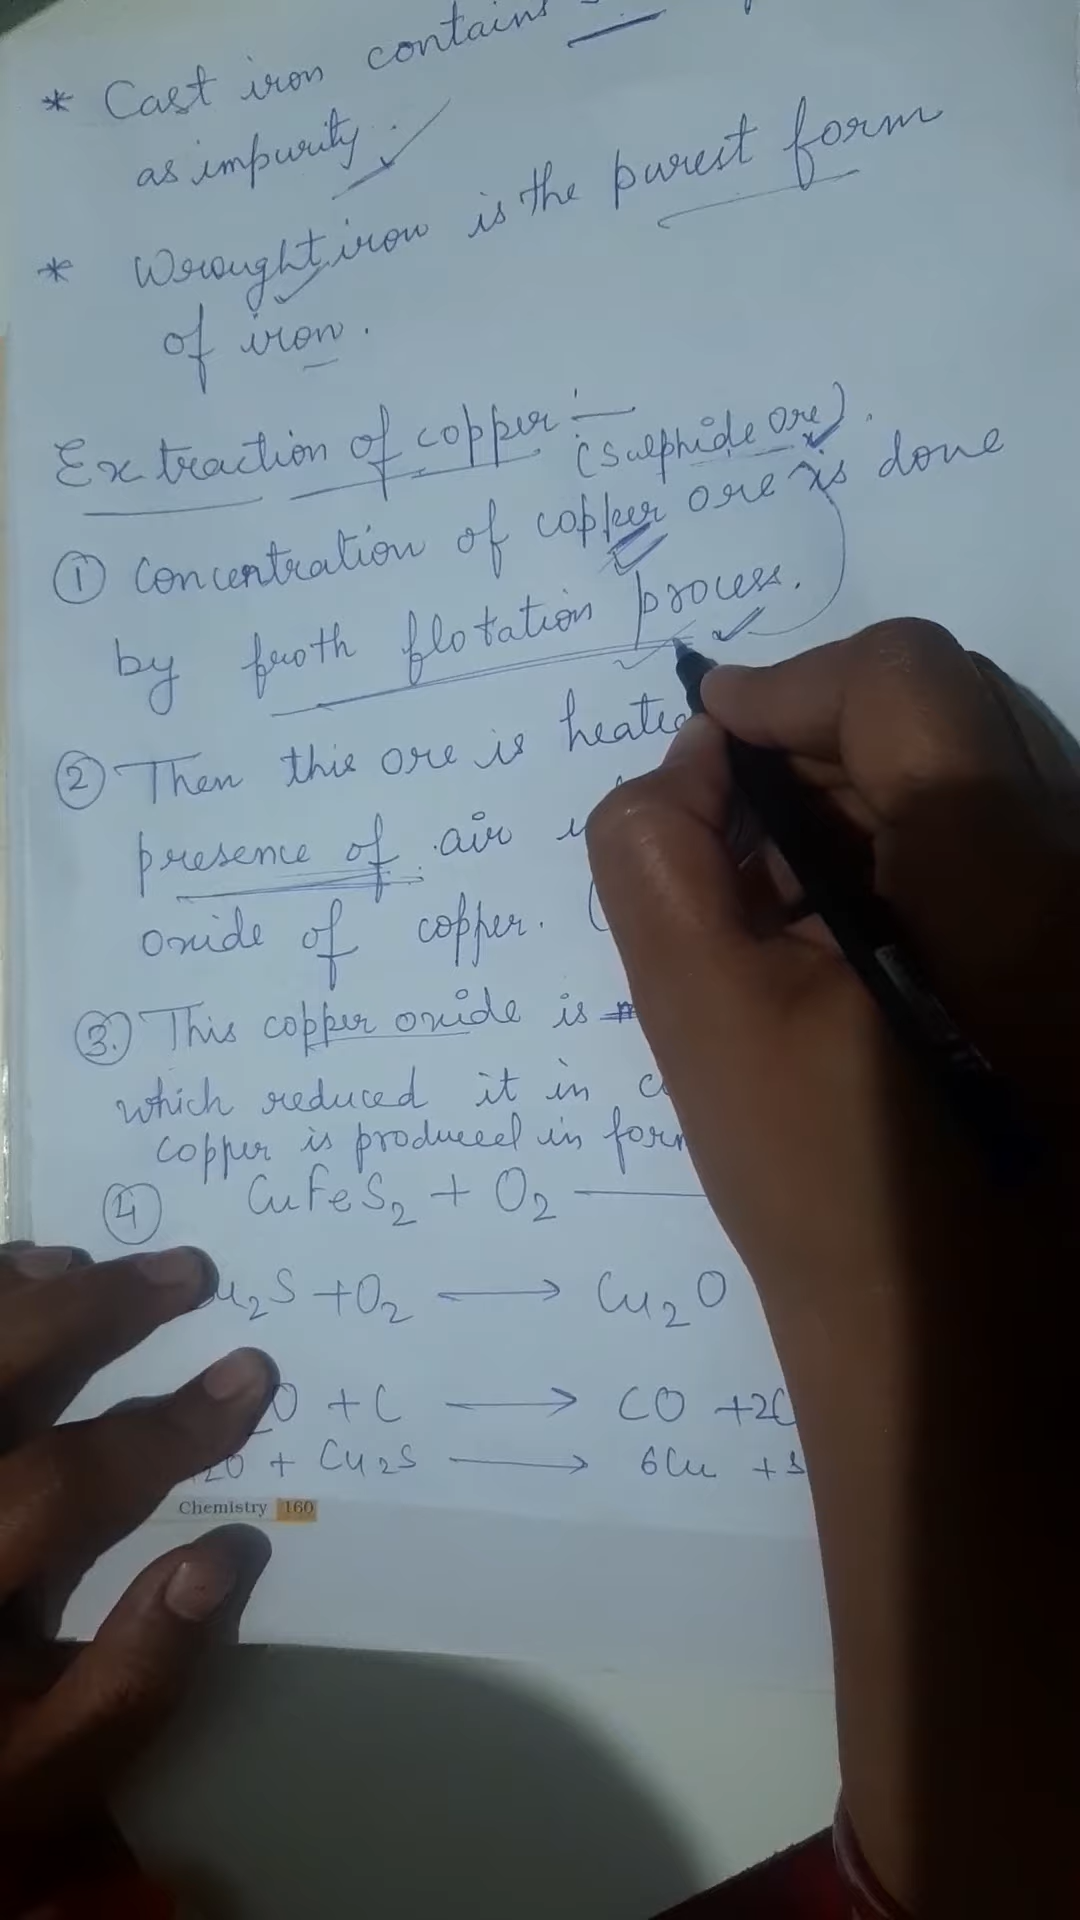 * Cast iron contains
as impurity.
* Wrought iron is the purest form
of iron.
Extraction of copper :-
(Sulphide Ore).
① Concentration of copper ore is done
by froth flotation process.
② Then this ore is heated
presence of air
oxide of copper. (
③. This copper oxide is
which reduced it in
copper is produced in form
④ CuFeS₂ + O₂ —
u₂S + O₂ ⟶ Cu₂O
O + C ⟶ CO + 2C
₂O + Cu₂S ⟶ 6Cu + S
Chemistry 160